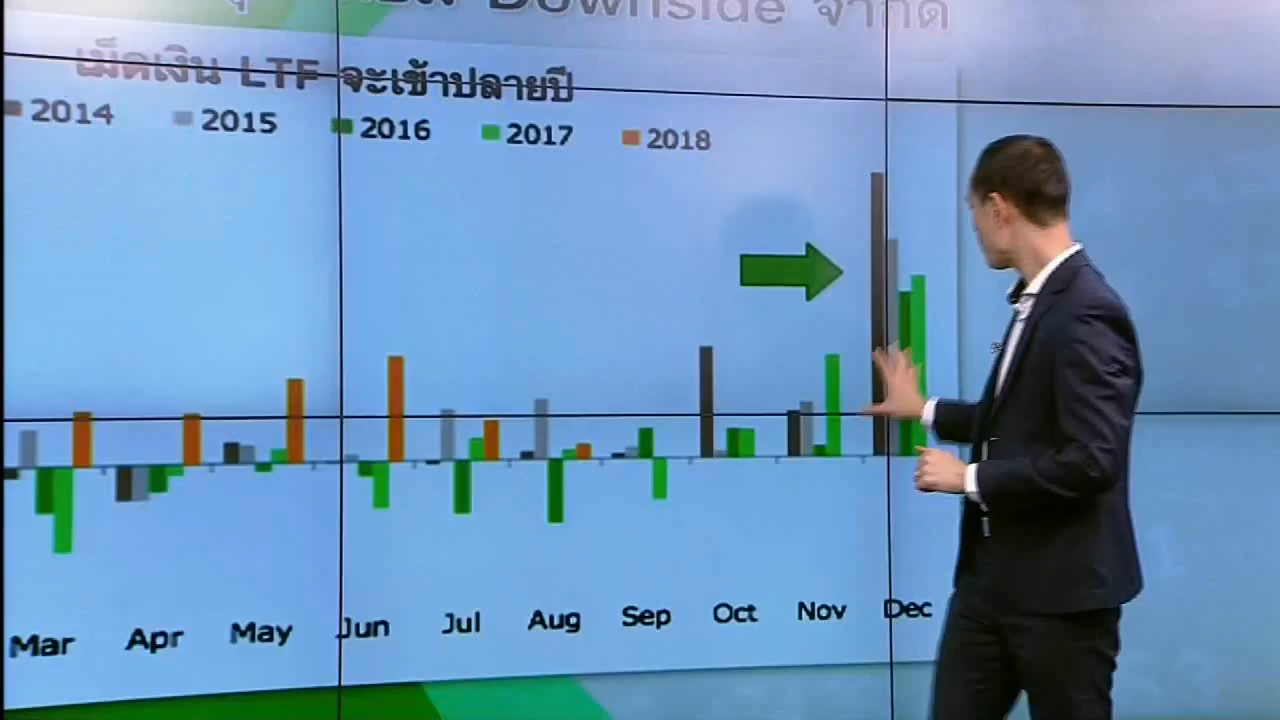 Downside จำกัด
เม็ดเงิน LTF จะเข้าปลายปี
2014 2015 2016 2017 2018
Mar Apr May Jun Jul Aug Sep Oct Nov Dec